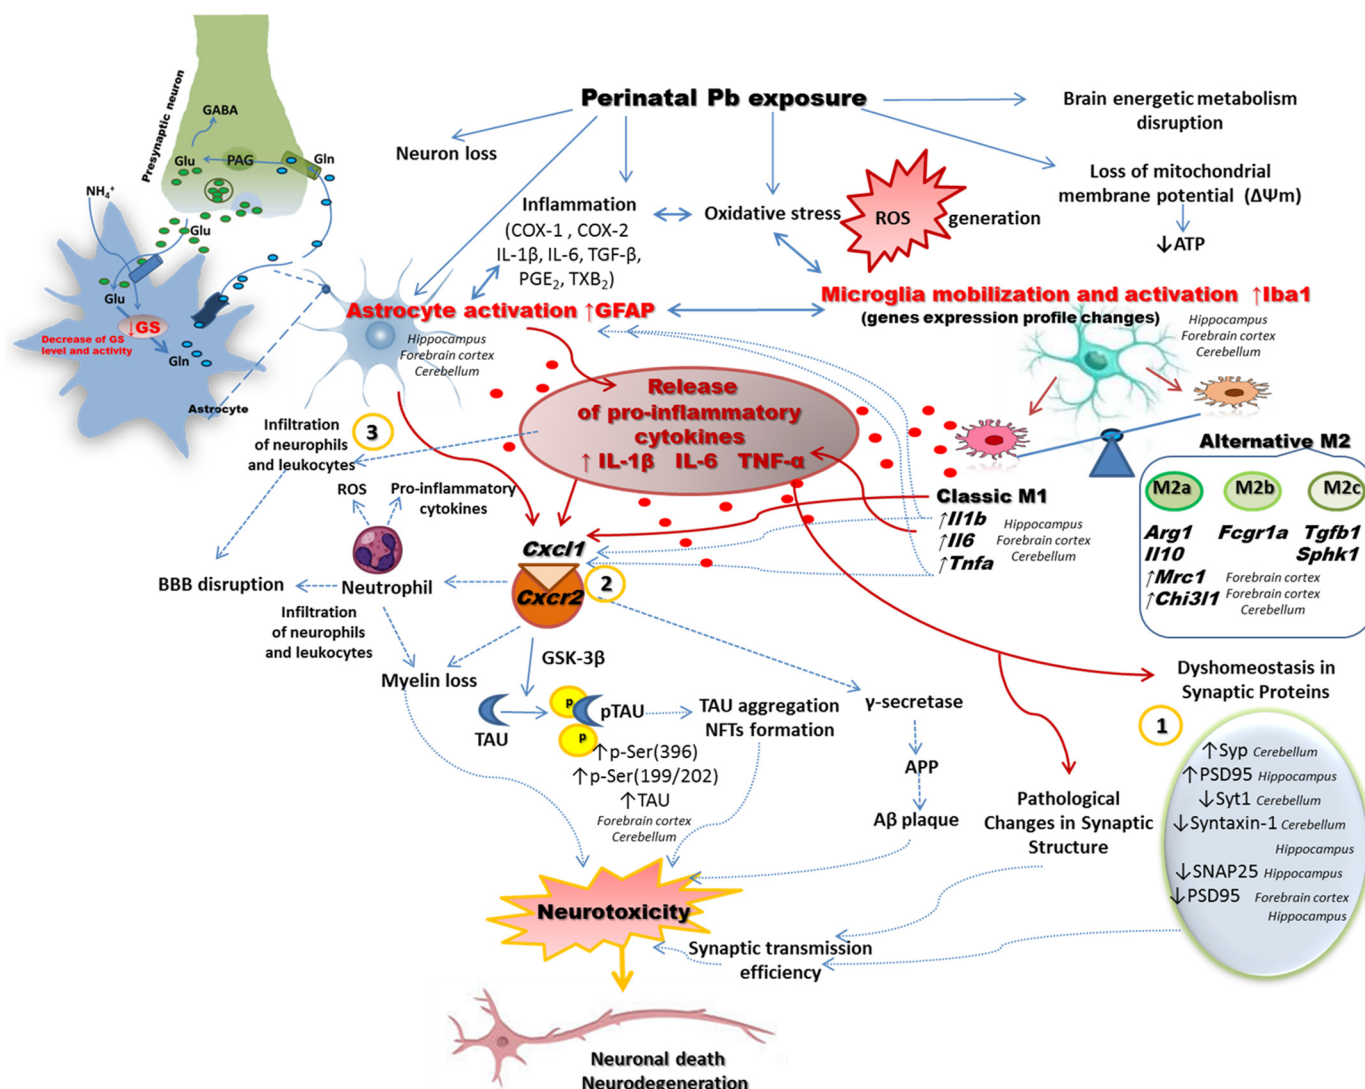 Perinatal Pb exposure
Brain energetic metabolism
disruption
Neuron loss
Loss of mitochondrial
membrane potential (ΔΨm)
↓ATP
Inflammation
(COX-1 , COX-2
IL-1β, IL-6, TGF-β,
PGE2, TXB2)
Oxidative stress
ROS
generation
Presynaptic neuron
GABA
Glu
PAG
Gln
NH4+
Glu
Glu
↓GS
Decrease of GS
level and activity
Gln
Astrocyte
Astrocyte activation ↑GFAP
Hippocampus
Forebrain cortex
Cerebellum
Microglia mobilization and activation ↑Iba1
(genes expression profile changes)
Hippocampus
Forebrain cortex
Cerebellum
Release
of pro-inflammatory
cytokines
↑ IL-1β IL-6 TNF-α
Infiltration
of neurophils
and leukocytes
3
ROS
Pro-inflammatory
cytokines
BBB disruption
Neutrophil
Infiltration
of neurophils
and leukocytes
Cxcl1
Cxcr2
2
Classic M1
↑Il1b
↑Il6
↑Tnfa
Hippocampus
Forebrain cortex
Cerebellum
Alternative M2
M2a
M2b
M2c
Arg1
Il10
↑Mrc1
↑Chi3l1
Fcgr1a
Tgfb1
Sphk1
Forebrain cortex
Forebrain cortex
Cerebellum
Myelin loss
GSK-3β
TAU
p
p
pTAU
↑p-Ser(396)
↑p-Ser(199/202)
↑TAU
Forebrain cortex
Cerebellum
TAU aggregation
NFTs formation
γ-secretase
APP
Aβ plaque
Dyshomeostasis in
Synaptic Proteins
1
↑Syp Cerebellum
↑PSD95 Hippocampus
↓Syt1 Cerebellum
↓Syntaxin-1 Cerebellum
Hippocampus
↓SNAP25 Hippocampus
↓PSD95 Forebrain cortex
Hippocampus
Pathological
Changes in Synaptic
Structure
Neurotoxicity
Synaptic transmission
efficiency
Neuronal death
Neurodegeneration